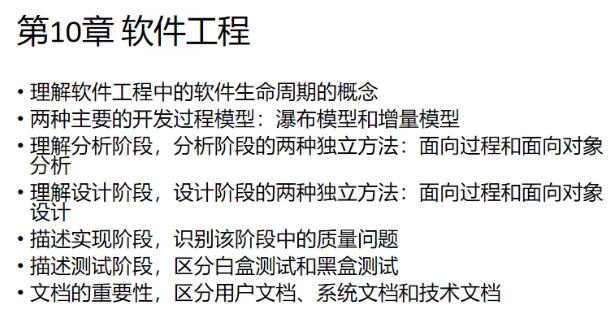 第10章 软件工程
• 理解软件工程中的软件生命周期的概念
• 两种主要的开发过程模型：瀑布模型和增量模型
• 理解分析阶段，分析阶段的两种独立方法：面向过程和面向对象
分析
• 理解设计阶段，设计阶段的两种独立方法：面向过程和面向对象
设计
• 描述实现阶段，识别该阶段中的质量问题
• 描述测试阶段，区分白盒测试和黑盒测试
• 文档的重要性，区分用户文档、系统文档和技术文档